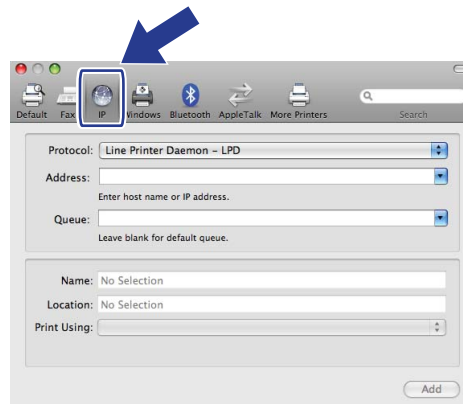 Default Fax IP Windows Bluetooth AppleTalk More Printers Search
Protocol: Line Printer Daemon – LPD
Address:
Enter host name or IP address.
Queue:
Leave blank for default queue.
Name: No Selection
Location: No Selection
Print Using:
Add